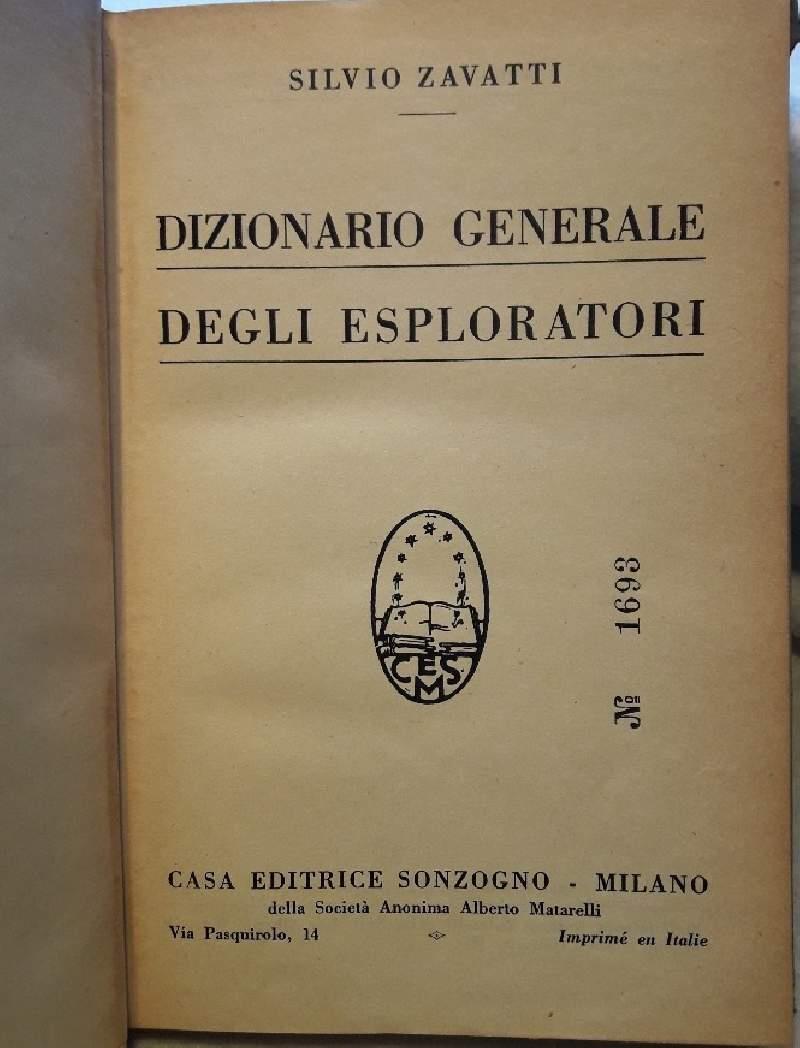 SILVIO ZAVATTI
DIZIONARIO GENERALE
DEGLI ESPLORATORI
CES
M
Nº 1693
CASA EDITRICE SONZOGNO - MILANO
della Società Anonima Alberto Matarelli
Via Pasquirolo, 14
Imprimé en Italie